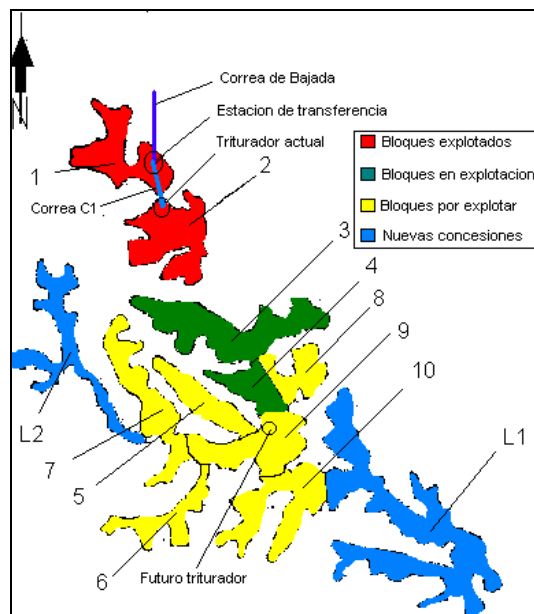 N
Correa de Bajada
Estacion de transferencia
Triturador actual
1
2
Correa C1
Bloques explotados
Bloques en explotacion
Bloques por explotar
Nuevas concesiones
3
4
8
9
10
L2
7
5
6
L1
Futuro triturador